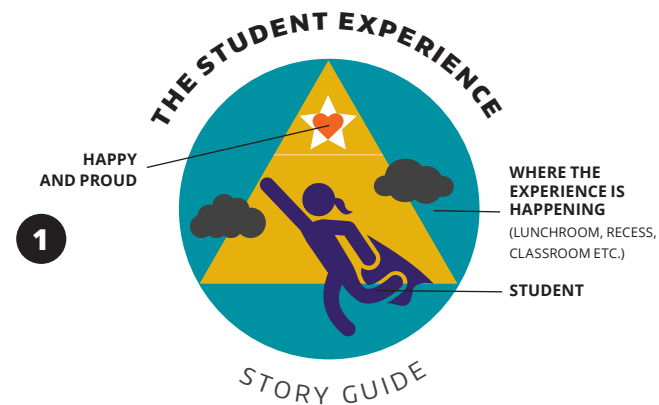 THE STUDENT EXPERIENCE
HAPPY
AND PROUD
WHERE THE
EXPERIENCE IS
HAPPENING
(LUNCHROOM, RECESS,
CLASSROOM ETC.)
1
STUDENT
STORY GUIDE